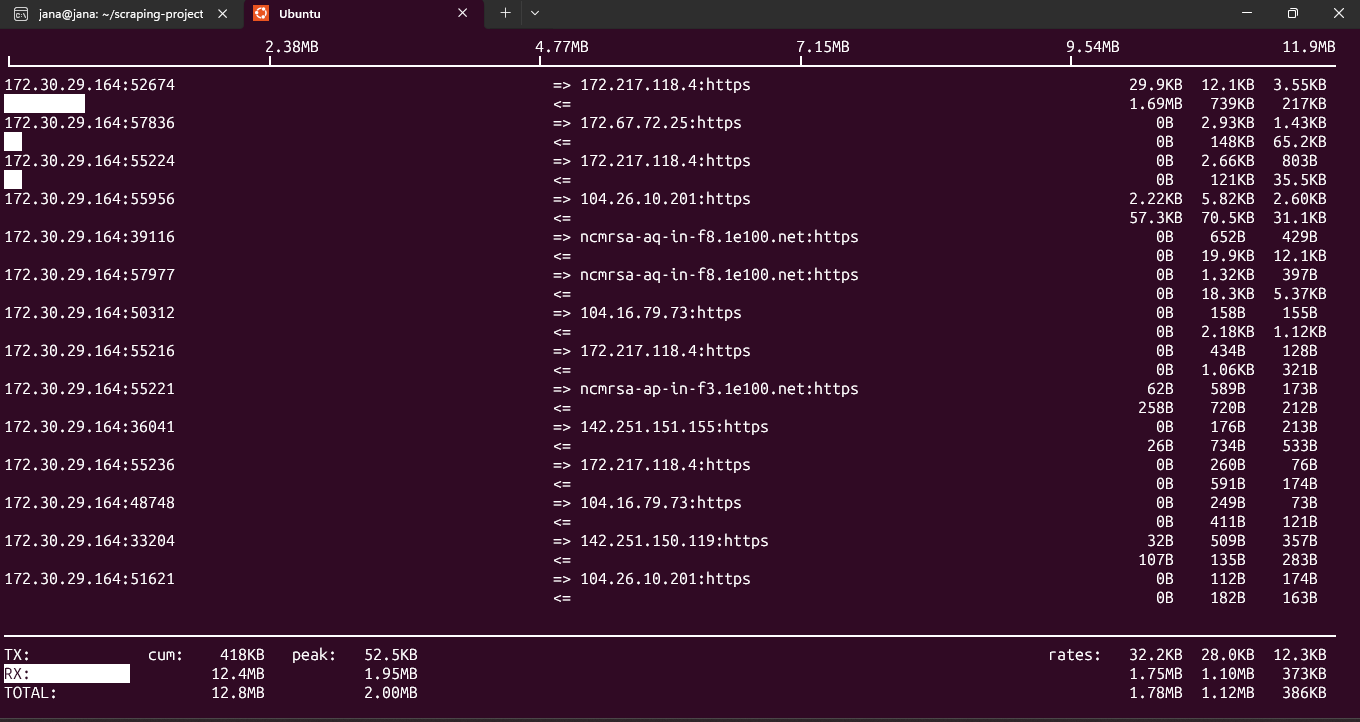 jana@jana: ~/scraping-project Ubuntu
2.38MB 4.77MB 7.15MB 9.54MB 11.9MB
172.30.29.164:52674 => 172.217.118.4:https 29.9KB 12.1KB 3.55KB
<= 1.69MB 739KB 217KB
172.30.29.164:57836 => 172.67.72.25:https 0B 2.93KB 1.43KB
<= 0B 148KB 65.2KB
172.30.29.164:55224 => 172.217.118.4:https 0B 2.66KB 803B
<= 0B 121KB 35.5KB
172.30.29.164:55956 => 104.26.10.201:https 2.22KB 5.82KB 2.60KB
<= 57.3KB 70.5KB 31.1KB
172.30.29.164:39116 => ncmrsa-aq-in-f8.1e100.net:https 0B 652B 429B
<= 0B 19.9KB 12.1KB
172.30.29.164:57977 => ncmrsa-aq-in-f8.1e100.net:https 0B 1.32KB 397B
<= 0B 18.3KB 5.37KB
172.30.29.164:50312 => 104.16.79.73:https 0B 158B 155B
<= 0B 2.18KB 1.12KB
172.30.29.164:55216 => 172.217.118.4:https 0B 434B 128B
<= 0B 1.06KB 321B
172.30.29.164:55221 => ncmrsa-ap-in-f3.1e100.net:https 62B 589B 173B
<= 258B 720B 212B
172.30.29.164:36041 => 142.251.151.155:https 0B 176B 213B
<= 26B 734B 533B
172.30.29.164:55236 => 172.217.118.4:https 0B 260B 76B
<= 0B 591B 174B
172.30.29.164:48748 => 104.16.79.73:https 0B 249B 73B
<= 0B 411B 121B
172.30.29.164:33204 => 142.251.150.119:https 32B 509B 357B
<= 107B 135B 283B
172.30.29.164:51621 => 104.26.10.201:https 0B 112B 174B
<= 0B 182B 163B
TX: cum: 418KB peak: 52.5KB rates: 32.2KB 28.0KB 12.3KB
RX: 12.4MB 1.95MB 1.75MB 1.10MB 373KB
TOTAL: 12.8MB 2.00MB 1.78MB 1.12MB 386KB